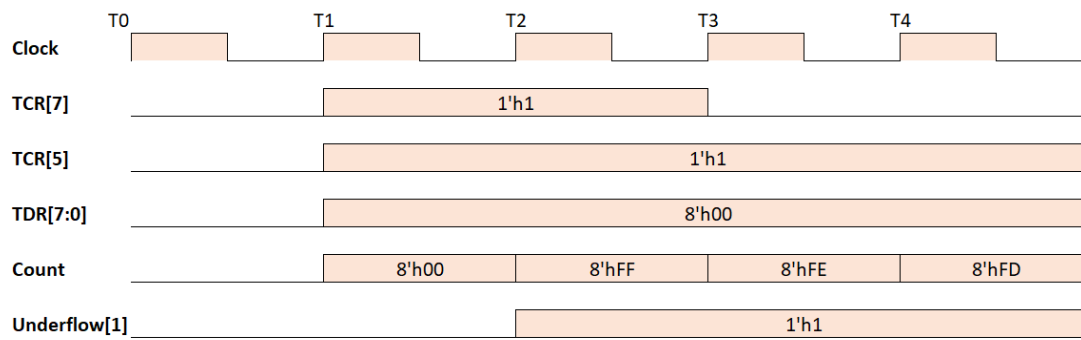 T0 T1 T2 T3 T4
Clock
TCR[7] 1'h1
TCR[5] 1'h1
TDR[7:0] 8'h00
Count 8'h00 8'hFF 8'hFE 8'hFD
Underflow[1] 1'h1